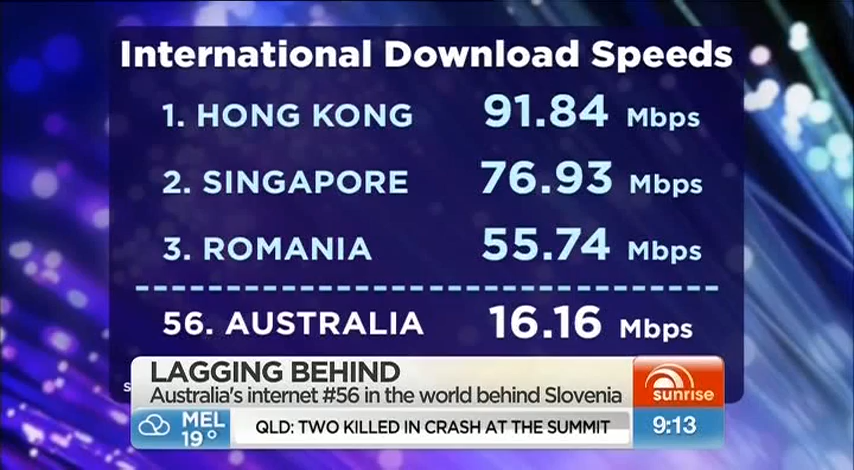 International Download Speeds
1. HONG KONG 91.84 Mbps
2. SINGAPORE 76.93 Mbps
3. ROMANIA 55.74 Mbps
56. AUSTRALIA 16.16 Mbps
LAGGING BEHIND
Australia's internet #56 in the world behind Slovenia
sunrise
MEL
19°
QLD: TWO KILLED IN CRASH AT THE SUMMIT
9:13